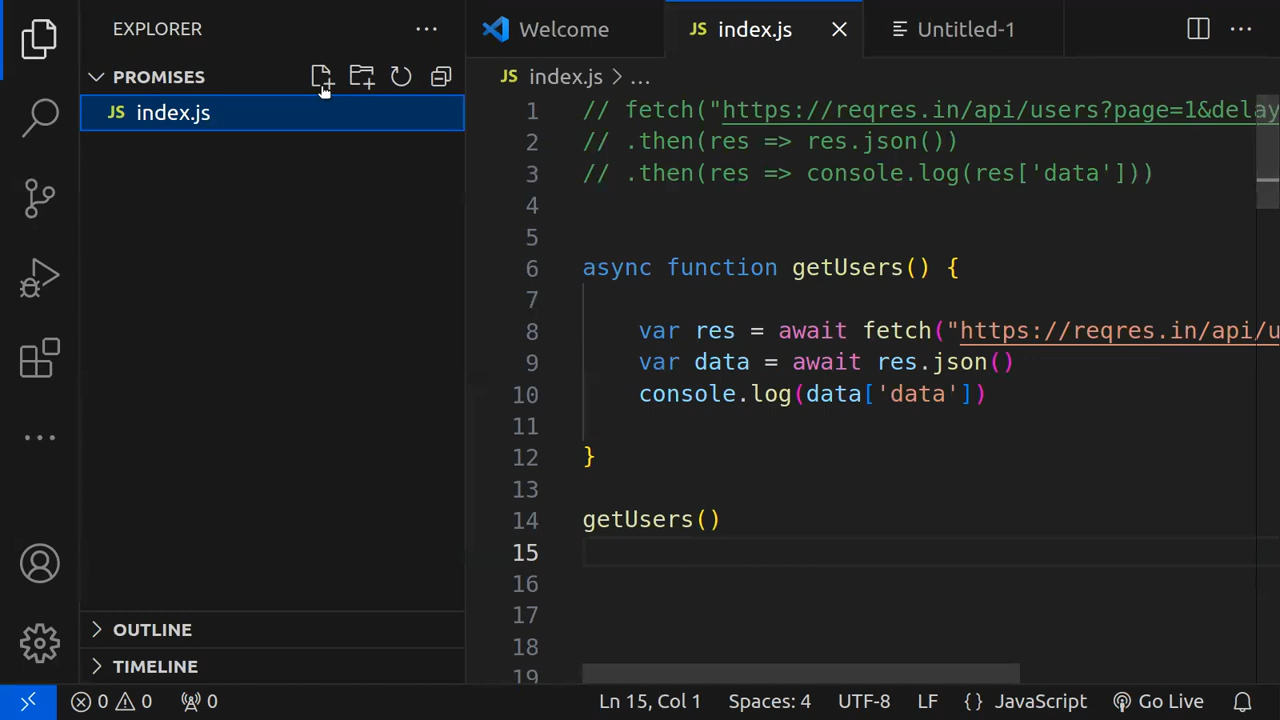 EXPLORER
PROMISES
JS index.js
OUTLINE
TIMELINE
Welcome
JS index.js
Untitled-1
JS index.js > ...
1 // fetch("https://reqres.in/api/users?page=1&delay
2 // .then(res => res.json())
3 // .then(res => console.log(res['data']))
4
5
6 async function getUsers() {
7
8 var res = await fetch("https://reqres.in/api/u
9 var data = await res.json()
10 console.log(data['data'])
11
12 }
13
14 getUsers()
15
16
17
18
19
0 0 0 Ln 15, Col 1 Spaces: 4 UTF-8 LF {} JavaScript Go Live